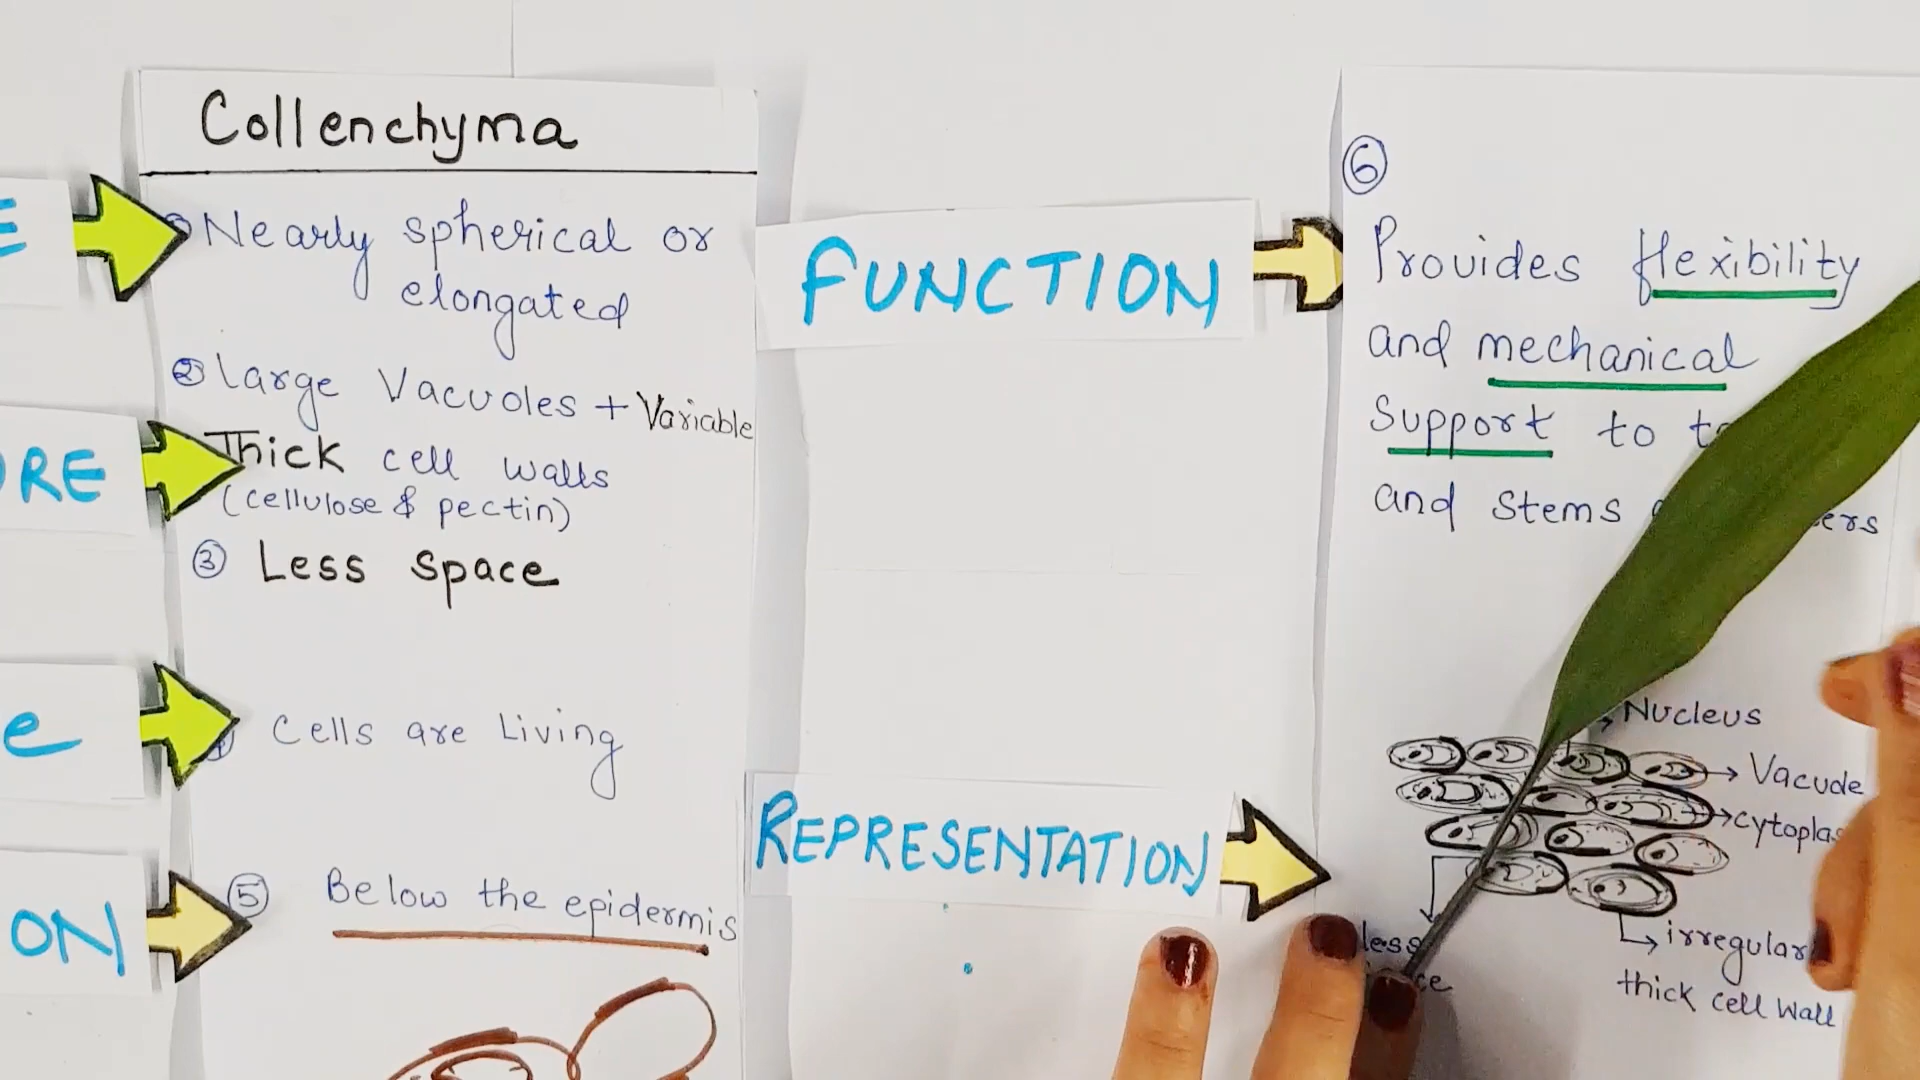 Collenchyma
Nearly spherical or
elongated
② Large Vacuoles + Variable
Thick cell walls
(cellulose & pectin)
③ Less space
Cells are Living
⑤ Below the epidermis
E
RE
e
ON
FUNCTION
REPRESENTATION
⑥
Provides flexibility
and mechanical
Support to
and stems
Nucleus
Vacuole
less
irregular
thick cell wall